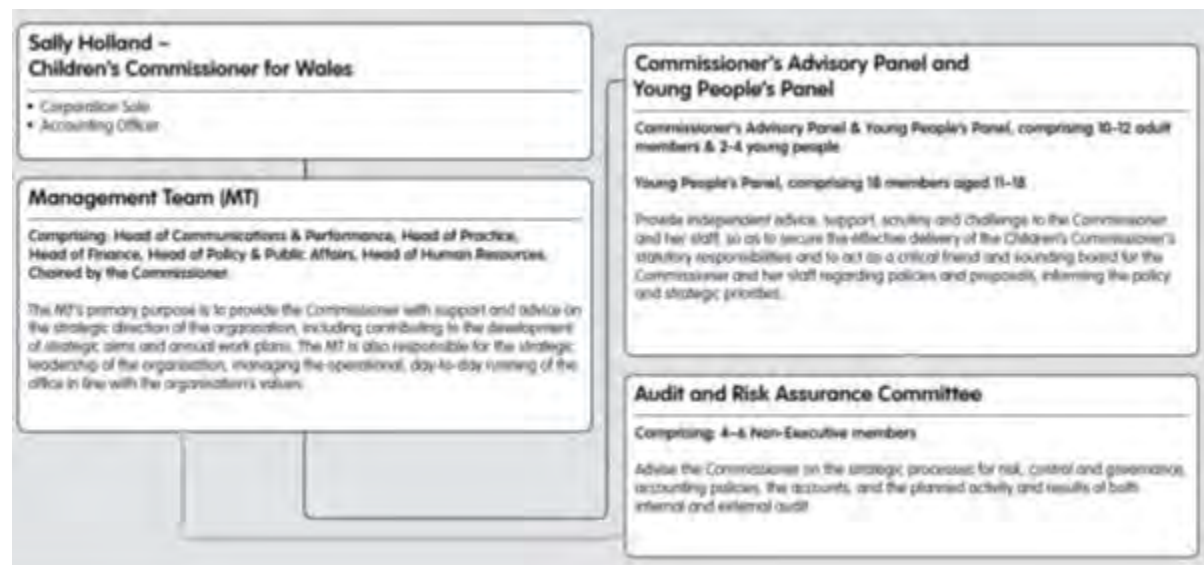 Sally Holland –
Children's Commissioner for Wales
• Corporation Sole
• Accounting Officer
Management Team (MT)
Comprising: Head of Communications & Performance, Head of Practice,
Head of Finance, Head of Policy & Public Affairs, Head of Human Resources.
Chaired by the Commissioner.
The MT's primary purpose is to provide the Commissioner with support and advice on
the strategic direction of the organisation, including contributing to the development
of strategic aims and annual work plans. The MT is also responsible for the strategic
leadership of the organisation, managing the operational, day-to-day running of the
office in line with the organisation's values.
Commissioner's Advisory Panel and
Young People's Panel
Commissioner's Advisory Panel & Young People's Panel, comprising 10–12 adult
members & 2–4 young people
Young People's Panel, comprising 18 members aged 11–18
Provide independent advice, support, scrutiny and challenge to the Commissioner
and her staff, so as to secure the effective delivery of the Children's Commissioner's
statutory responsibilities and to act as a critical friend and sounding board for the
Commissioner and her staff regarding policies and proposals, informing the policy
and strategic priorities.
Audit and Risk Assurance Committee
Comprising: 4–6 Non-Executive members
Advise the Commissioner on the strategic processes for risk, control and governance,
accounting policies, the accounts, and the planned activity and results of both
internal and external audit